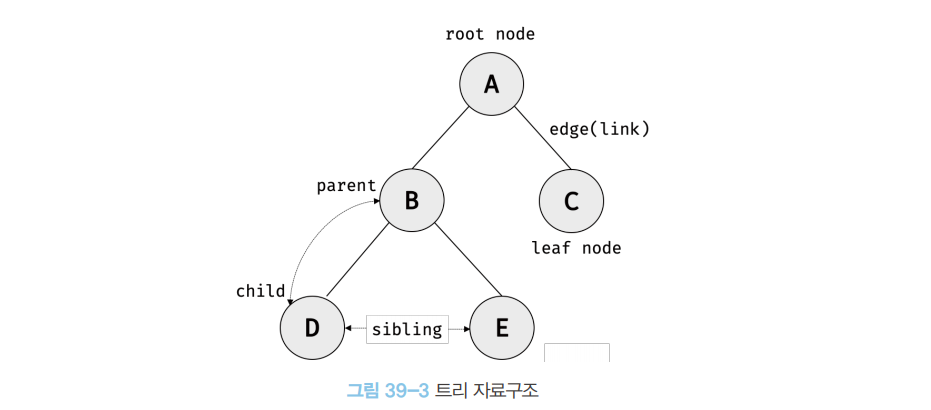 root node
A
edge(link)
parent
B
C
leaf node
child
D
sibling
E
그림 39-3 트리 자료구조